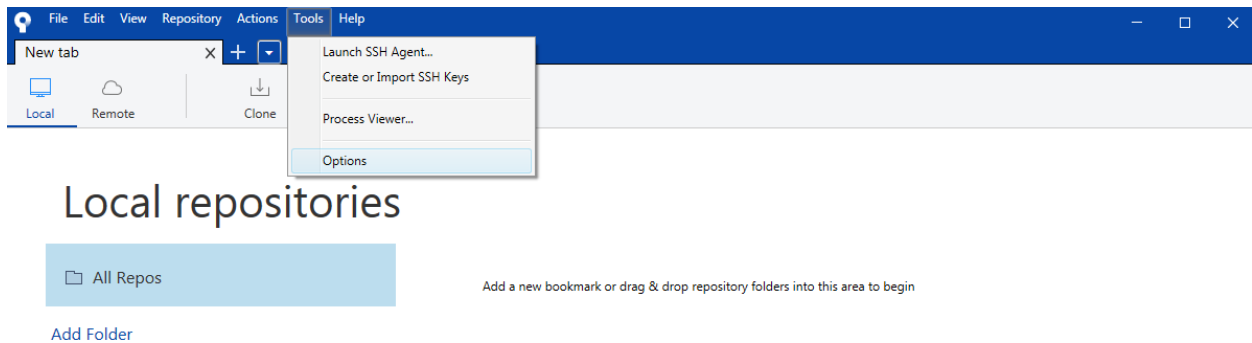 File Edit View Repository Actions Tools Help
New tab
Launch SSH Agent...
Create or Import SSH Keys
Local Remote Clone
Process Viewer...
Options
Local repositories
All Repos
Add a new bookmark or drag & drop repository folders into this area to begin
Add Folder